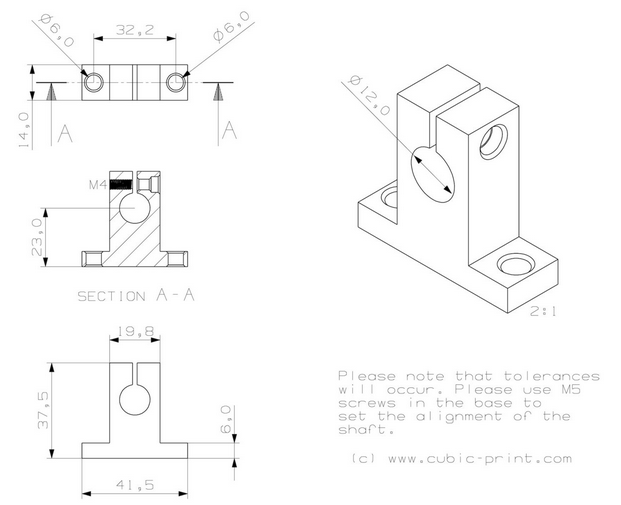 Ø6,0
32,2
Ø6,0
14,0
A
A
M4
23,0
SECTION A-A
19,8
37,5
6,0
41,5
Ø12,0
2:1
Please note that tolerances
will occur. Please use M5
screws in the base to
set the alignment of the
shaft.
(c) www.cubic-print.com